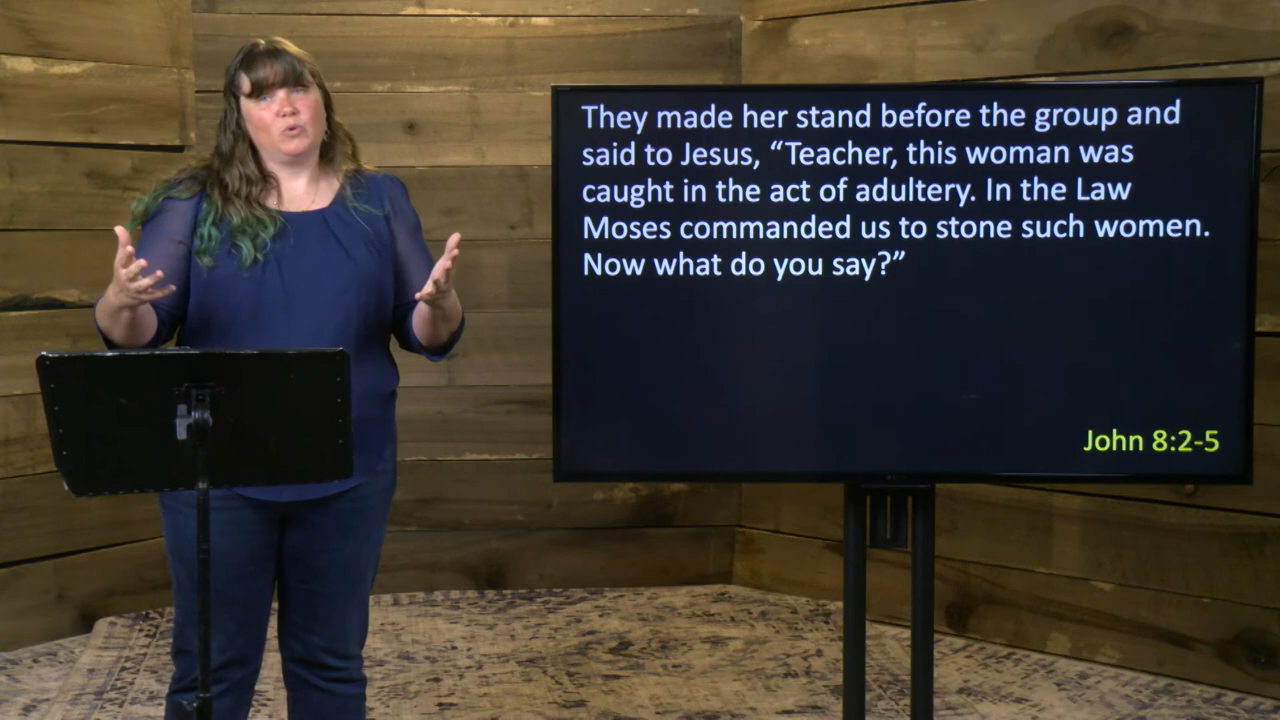 They made her stand before the group and
said to Jesus, “Teacher, this woman was
caught in the act of adultery. In the Law
Moses commanded us to stone such women.
Now what do you say?”
John 8:2-5